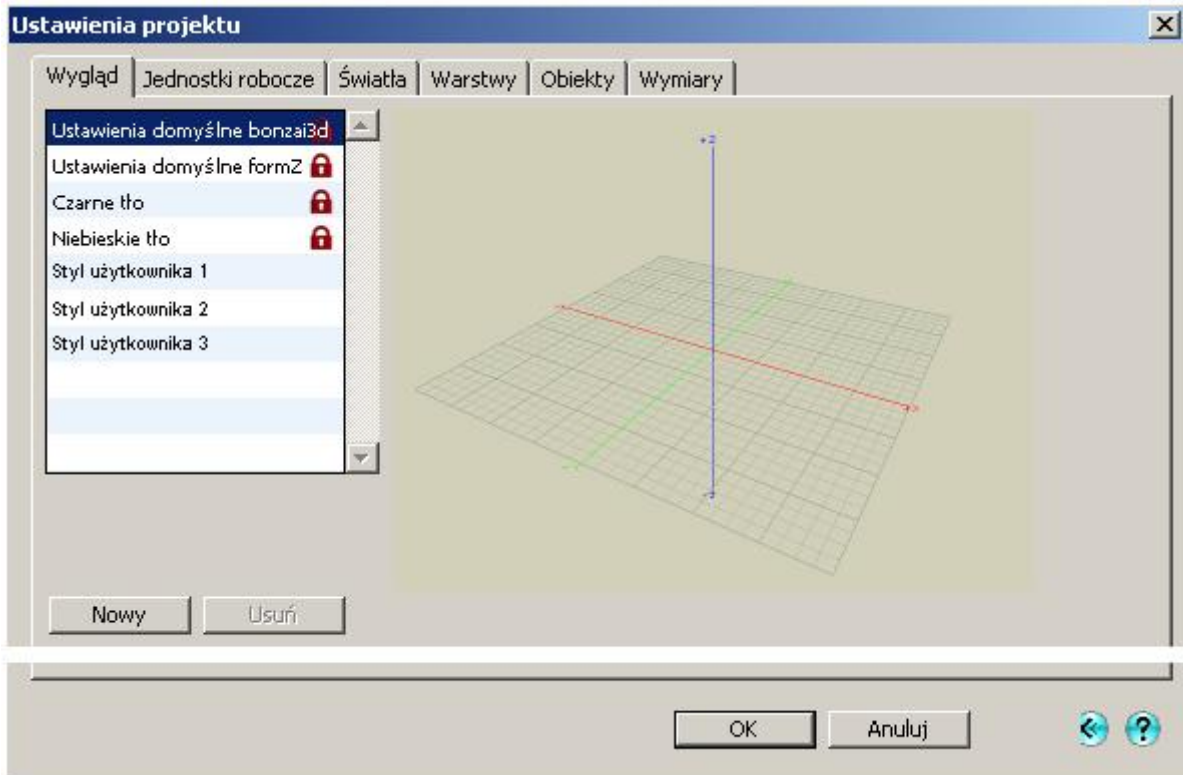 Ustawienia projektu
Wygląd Jednostki robocze Światła Warstwy Obiekty Wymiary
Ustawienia domyślne bonzai3d
Ustawienia domyślne formZ
Czarne tło
Niebieskie tło
Styl użytkownika 1
Styl użytkownika 2
Styl użytkownika 3
+Z
Nowy Usuń
OK Anuluj
?